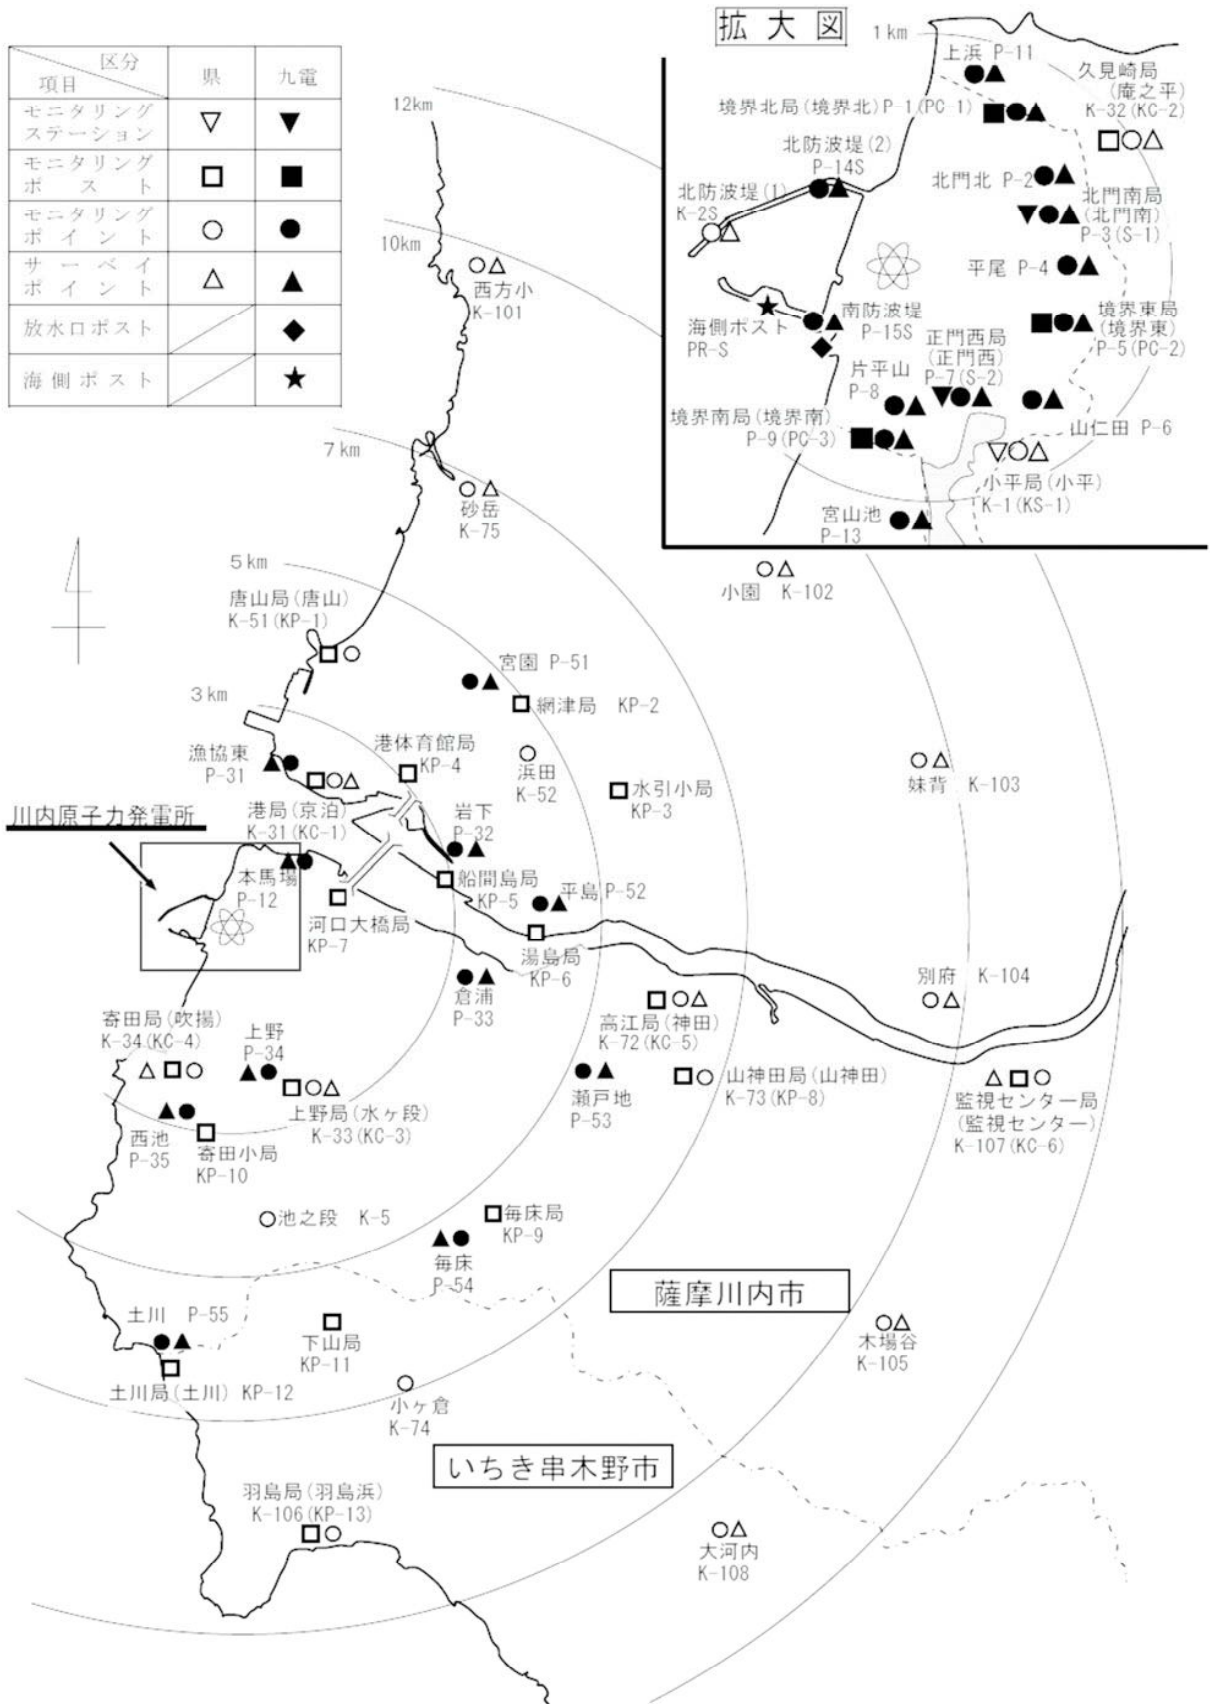 拡大図
区分
項目
県
九電
モニタリング
ステーション
モニタリング
ポスト
モニタリング
ポイント
サーベイ
ポイント
放水口ポスト
海側ポスト
1km
上浜 P-11
久見崎局
(庵之平)
K-32(KC-2)
境界北局(境界北) P-1(PC-1)
北防波堤(2)
P-14S
北門北 P-2
北防波堤(1)
K-2S
北門南局
(北門南)
P-3(S-1)
平尾 P-4
海側ポスト
PR-S
南防波堤
P-15S
境界東局
(境界東)
P-5(PC-2)
正門西局
(正門西)
P-7(S-2)
片平山
P-8
境界南局(境界南)
P-9(PC-3)
山仁田 P-6
小平局(小平)
K-1(KS-1)
宮山池
P-13
12km
10km
西方小
K-101
7km
砂岳
K-75
5km
小園 K-102
唐山局(唐山)
K-51(KP-1)
宮園 P-51
網津局 KP-2
3km
港体育館局
KP-4
漁協東
P-31
浜田
K-52
水引小局
KP-3
妹背 K-103
川内原子力発電所
港局(京泊)
K-31(KC-1)
岩下
P-32
本馬場
P-12
船間島局
KP-5
平島 P-52
河口大橋局
KP-7
湯島局
KP-6
倉浦
P-33
別府 K-104
高江局(神田)
K-72(KC-5)
寄田局(吹揚)
K-34(KC-4)
上野
P-34
上野局(水ヶ段)
K-33(KC-3)
瀬戸地
P-53
山神田局(山神田)
K-73(KP-8)
監視センター局
(監視センター)
K-107(KC-6)
西池
P-35
寄田小局
KP-10
池之段 K-5
毎床局
KP-9
毎床
P-54
薩摩川内市
土川 P-55
下山局
KP-11
木場谷
K-105
土川局(土川) KP-12
小ヶ倉
K-74
いちき串木野市
羽島局(羽島浜)
K-106(KP-13)
大河内
K-108